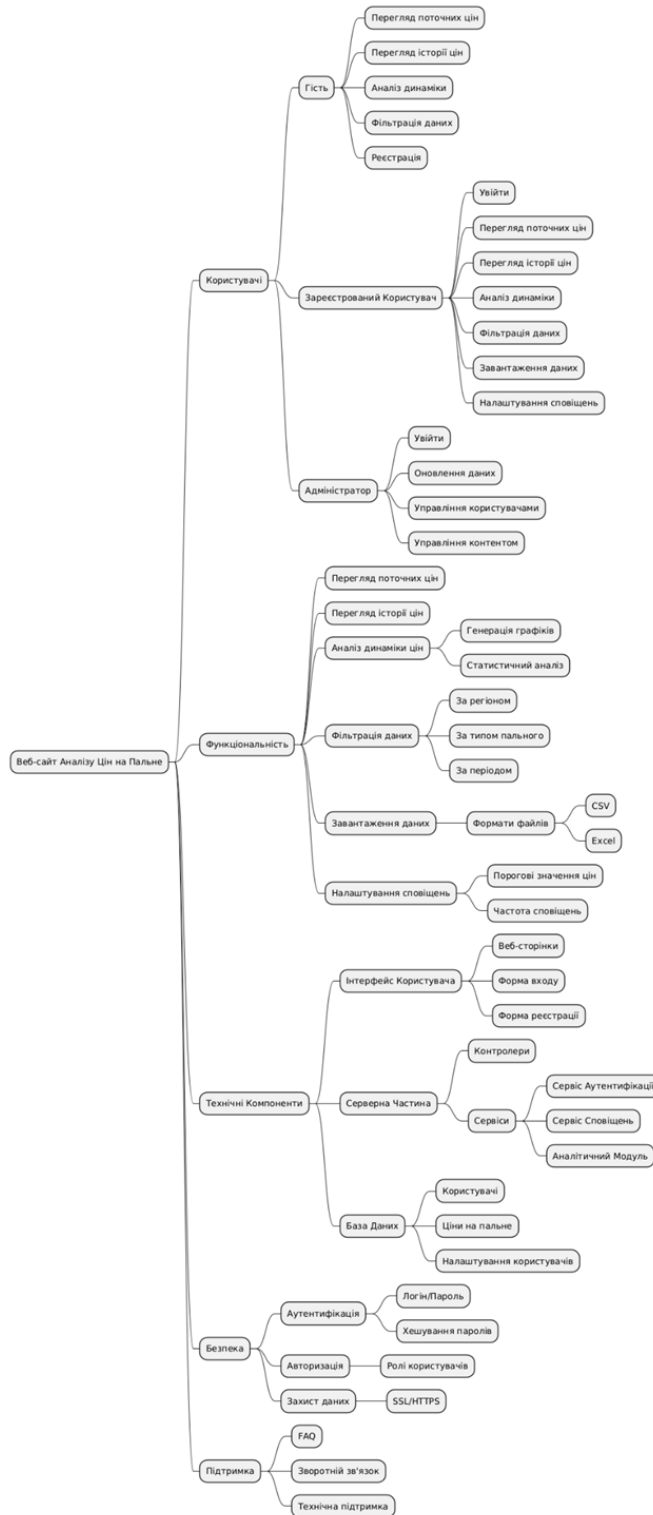 Веб-сайт Аналізу Цін на Пальне
Користувачі
Гість
Перегляд поточних цін
Перегляд історії цін
Аналіз динаміки
Фільтрація даних
Реєстрація
Зареєстрований Користувач
Увійти
Перегляд поточних цін
Перегляд історії цін
Аналіз динаміки
Фільтрація даних
Завантаження даних
Налаштування сповіщень
Адміністратор
Увійти
Оновлення даних
Управління користувачами
Управління контентом
Функціональність
Перегляд поточних цін
Перегляд історії цін
Аналіз динаміки цін
Генерація графіків
Статистичний аналіз
Фільтрація даних
За регіоном
За типом пального
За періодом
Завантаження даних
Формати файлів
CSV
Excel
Налаштування сповіщень
Порогові значення цін
Частота сповіщень
Технічні Компоненти
Інтерфейс Користувача
Веб-сторінки
Форма входу
Форма реєстрації
Серверна Частина
Контролери
Сервіси
Сервіс Аутентифікації
Сервіс Сповіщень
Аналітичний Модуль
База Даних
Користувачі
Ціни на пальне
Налаштування користувачів
Безпека
Аутентифікація
Логін/Пароль
Хешування паролів
Авторизація
Ролі користувачів
Захист даних
SSL/HTTPS
Підтримка
FAQ
Зворотній зв'язок
Технічна підтримка